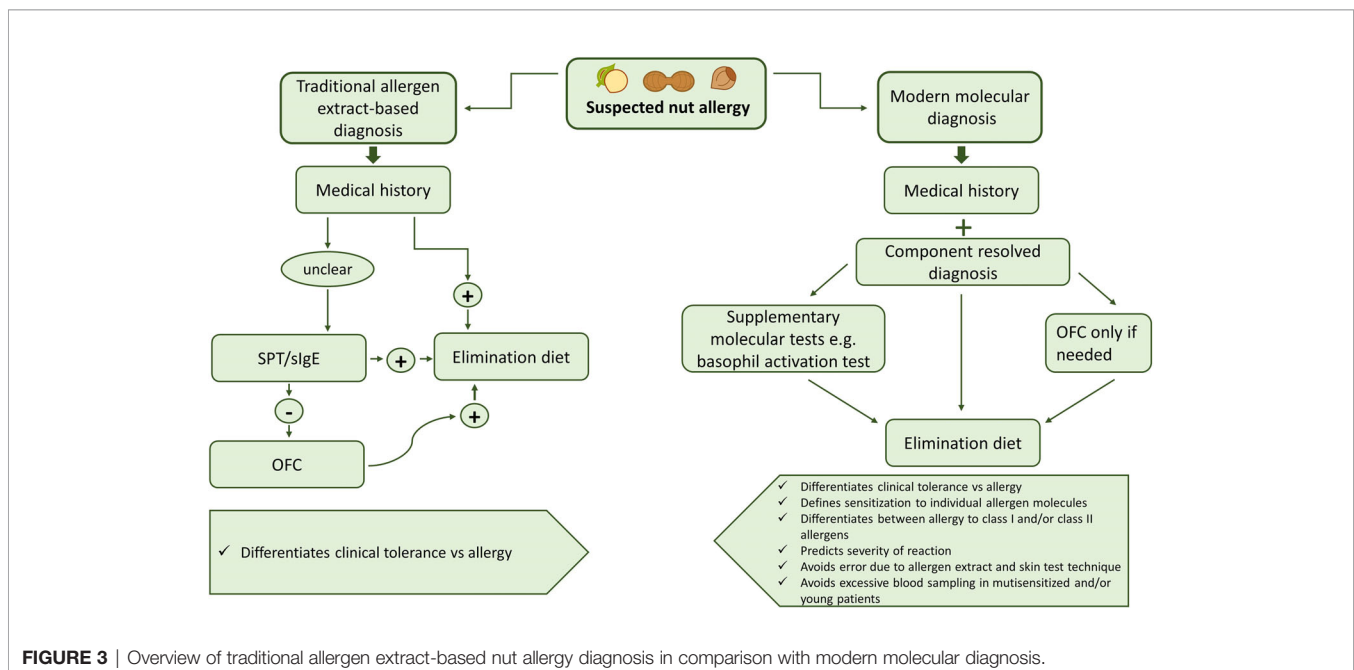 Suspected nut allergy
Traditional allergen
extract-based
diagnosis
Medical history
unclear
+
SPT/sIgE
+
Elimination diet
-
+
OFC
✓ Differentiates clinical tolerance vs allergy
Modern molecular
diagnosis
Medical history
+
Component resolved
diagnosis
Supplementary
molecular tests e.g.
basophil activation test
OFC only if
needed
Elimination diet
✓ Differentiates clinical tolerance vs allergy
✓ Defines sensitization to individual allergen molecules
✓ Differentiates between allergy to class I and/or class II
allergens
✓ Predicts severity of reaction
✓ Avoids error due to allergen extract and skin test technique
✓ Avoids excessive blood sampling in mutisensitized and/or
young patients
FIGURE 3 | Overview of traditional allergen extract-based nut allergy diagnosis in comparison with modern molecular diagnosis.